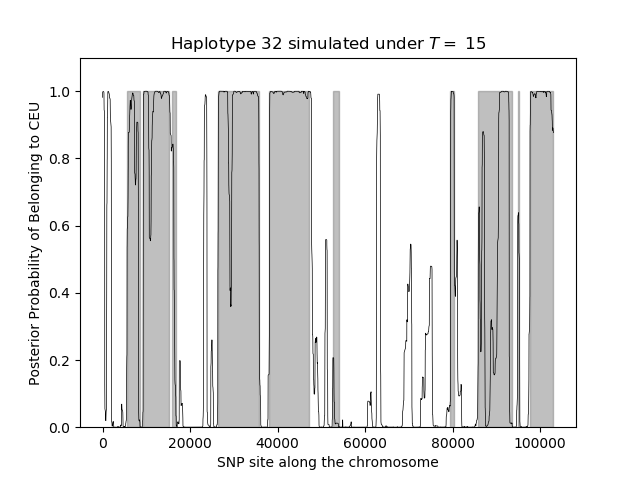 Haplotype 32 simulated under T = 15
Posterior Probability of Belonging to CEU
1.0
0.8
0.6
0.4
0.2
0.0
0 20000 40000 60000 80000 100000
SNP site along the chromosome